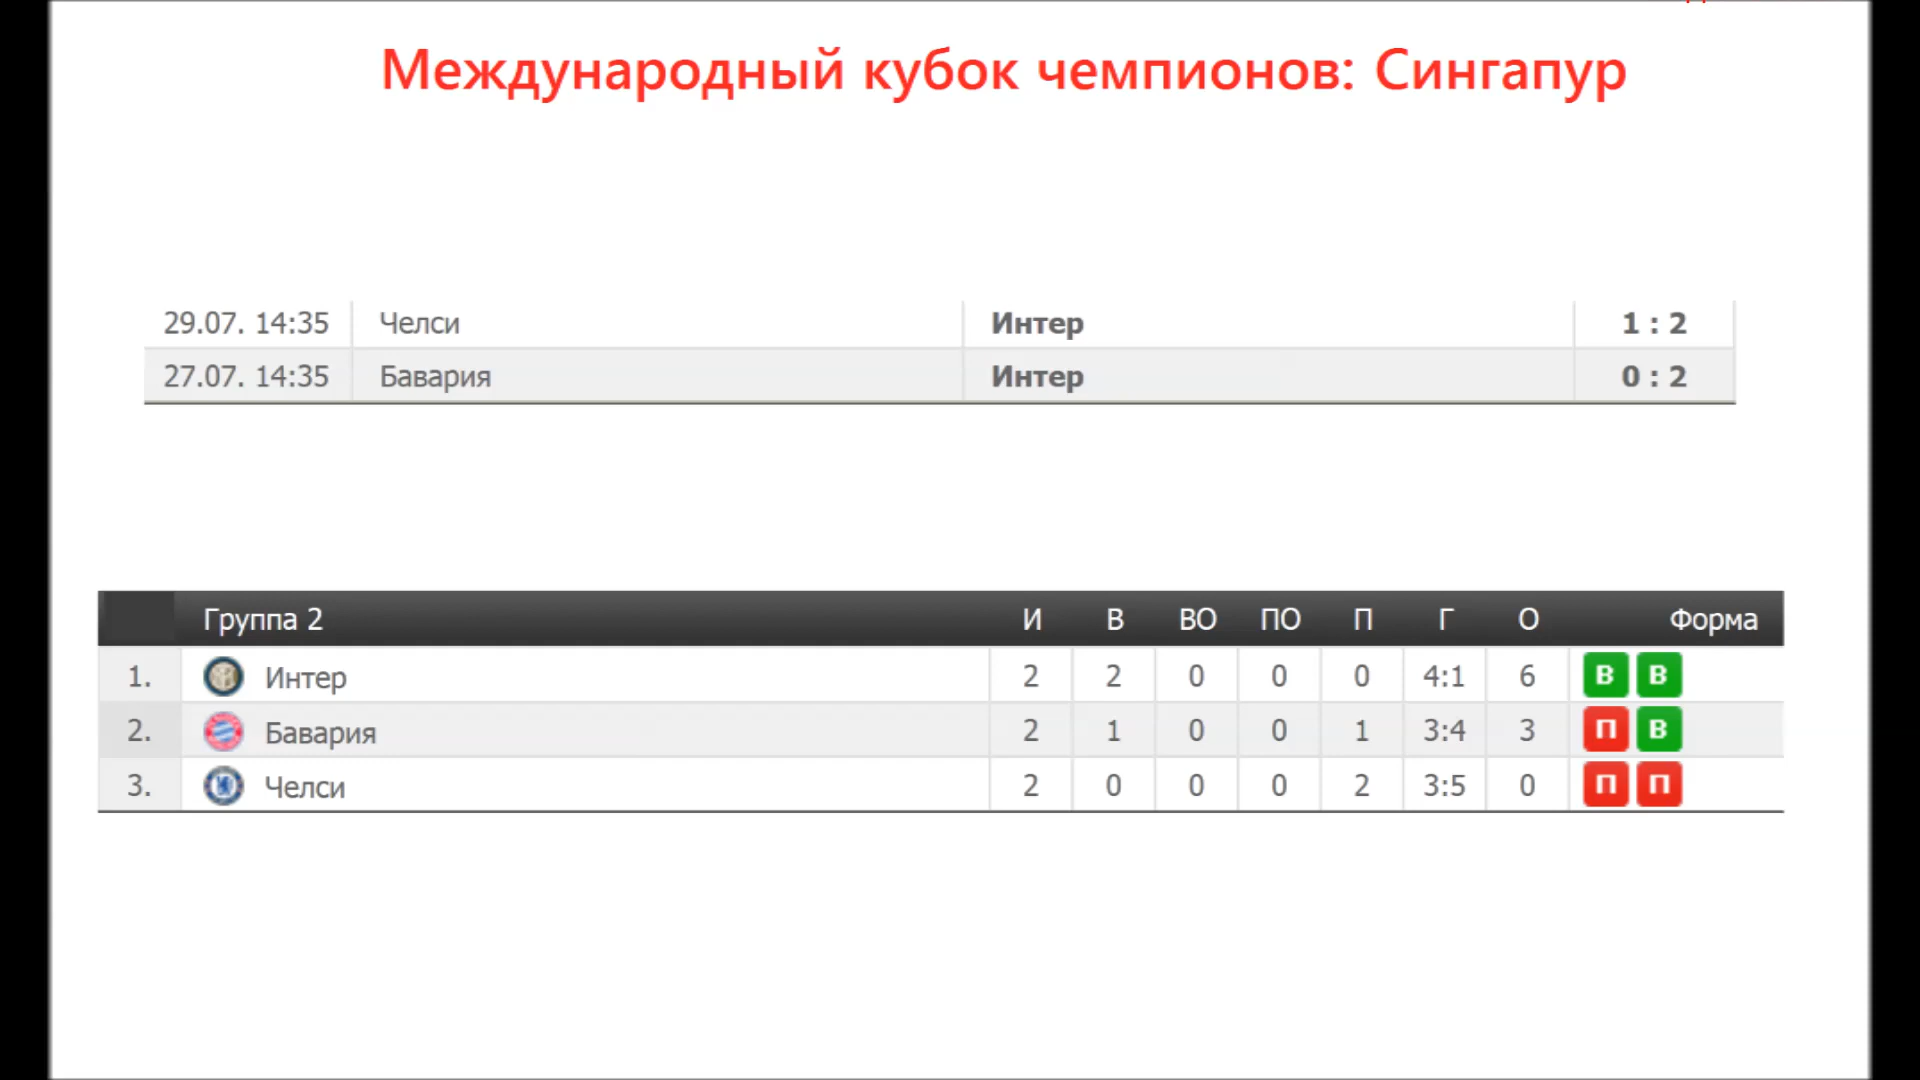 Международный кубок чемпионов: Сингапур
29.07. 14:35 Челси Интер 1 : 2
27.07. 14:35 Бавария Интер 0 : 2
Группа 2 И В ВО ПО П Г О Форма
1. Интер 2 2 0 0 0 4:1 6 В В
2. Бавария 2 1 0 0 1 3:4 3 П В
3. Челси 2 0 0 0 2 3:5 0 П П